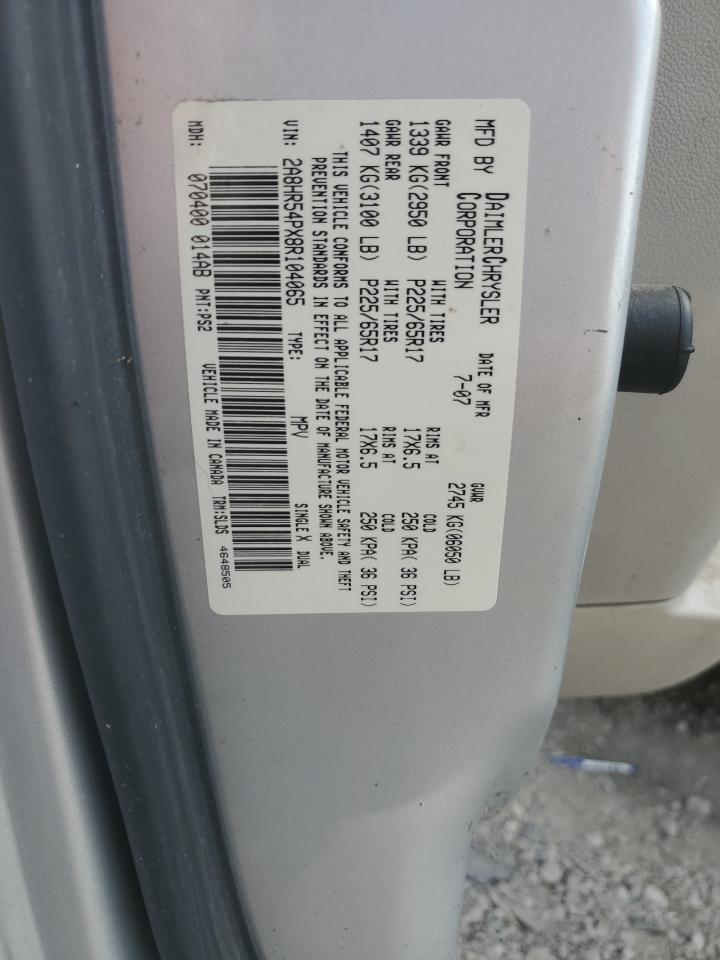 MFD BY DAIMLERCHRYSLER CORPORATION DATE OF MFR 7-07 GVWR 2745 KG(06050 LB)
GAWR FRONT WITH TIRES RIMS AT COLD
1339 KG(2950 LB) P225/65R17 17X6.5 250 KPA( 36 PSI)
GAWR REAR WITH TIRES RIMS AT COLD
1407 KG(3100 LB) P225/65R17 17X6.5 250 KPA( 36 PSI)
THIS VEHICLE CONFORMS TO ALL APPLICABLE FEDERAL MOTOR VEHICLE SAFETY AND THEFT
PREVENTION STANDARDS IN EFFECT ON THE DATE OF MANUFACTURE SHOWN ABOVE.
VIN: 2A8HR54PX8R104065 TYPE: MPV SINGLE X DUAL
MDH: 070400 014AB PNT:PS2 VEHICLE MADE IN CANADA TRM:SLDS 4648505